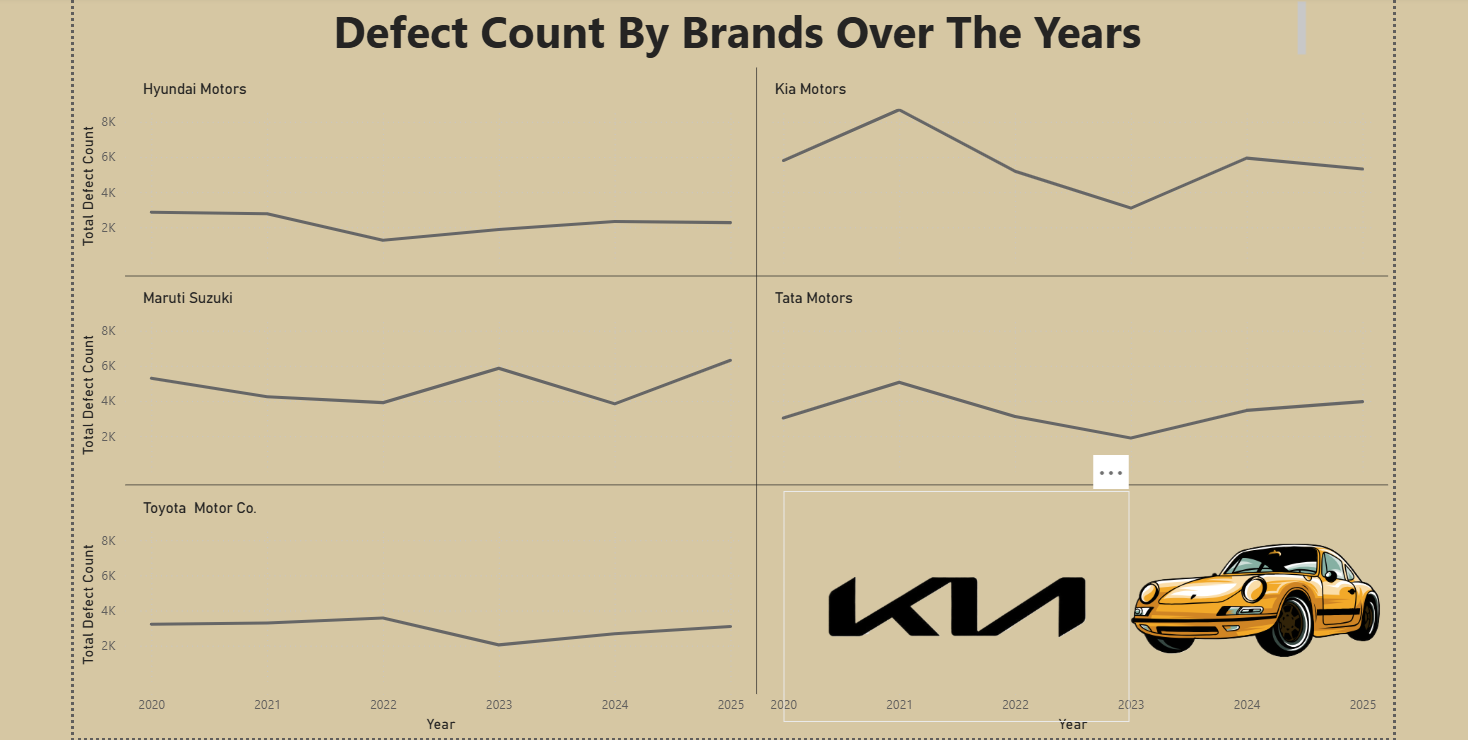 Defect Count By Brands Over The Years
Hyundai Motors
Total Defect Count
8K
6K
4K
2K
Kia Motors
Maruti Suzuki
Total Defect Count
8K
6K
4K
2K
Tata Motors
Toyota  Motor Co.
Total Defect Count
8K
6K
4K
2K
KIA
2020 2021 2022 2023 2024 2025
Year
2020 2021 2022 2023 2024 2025
Year